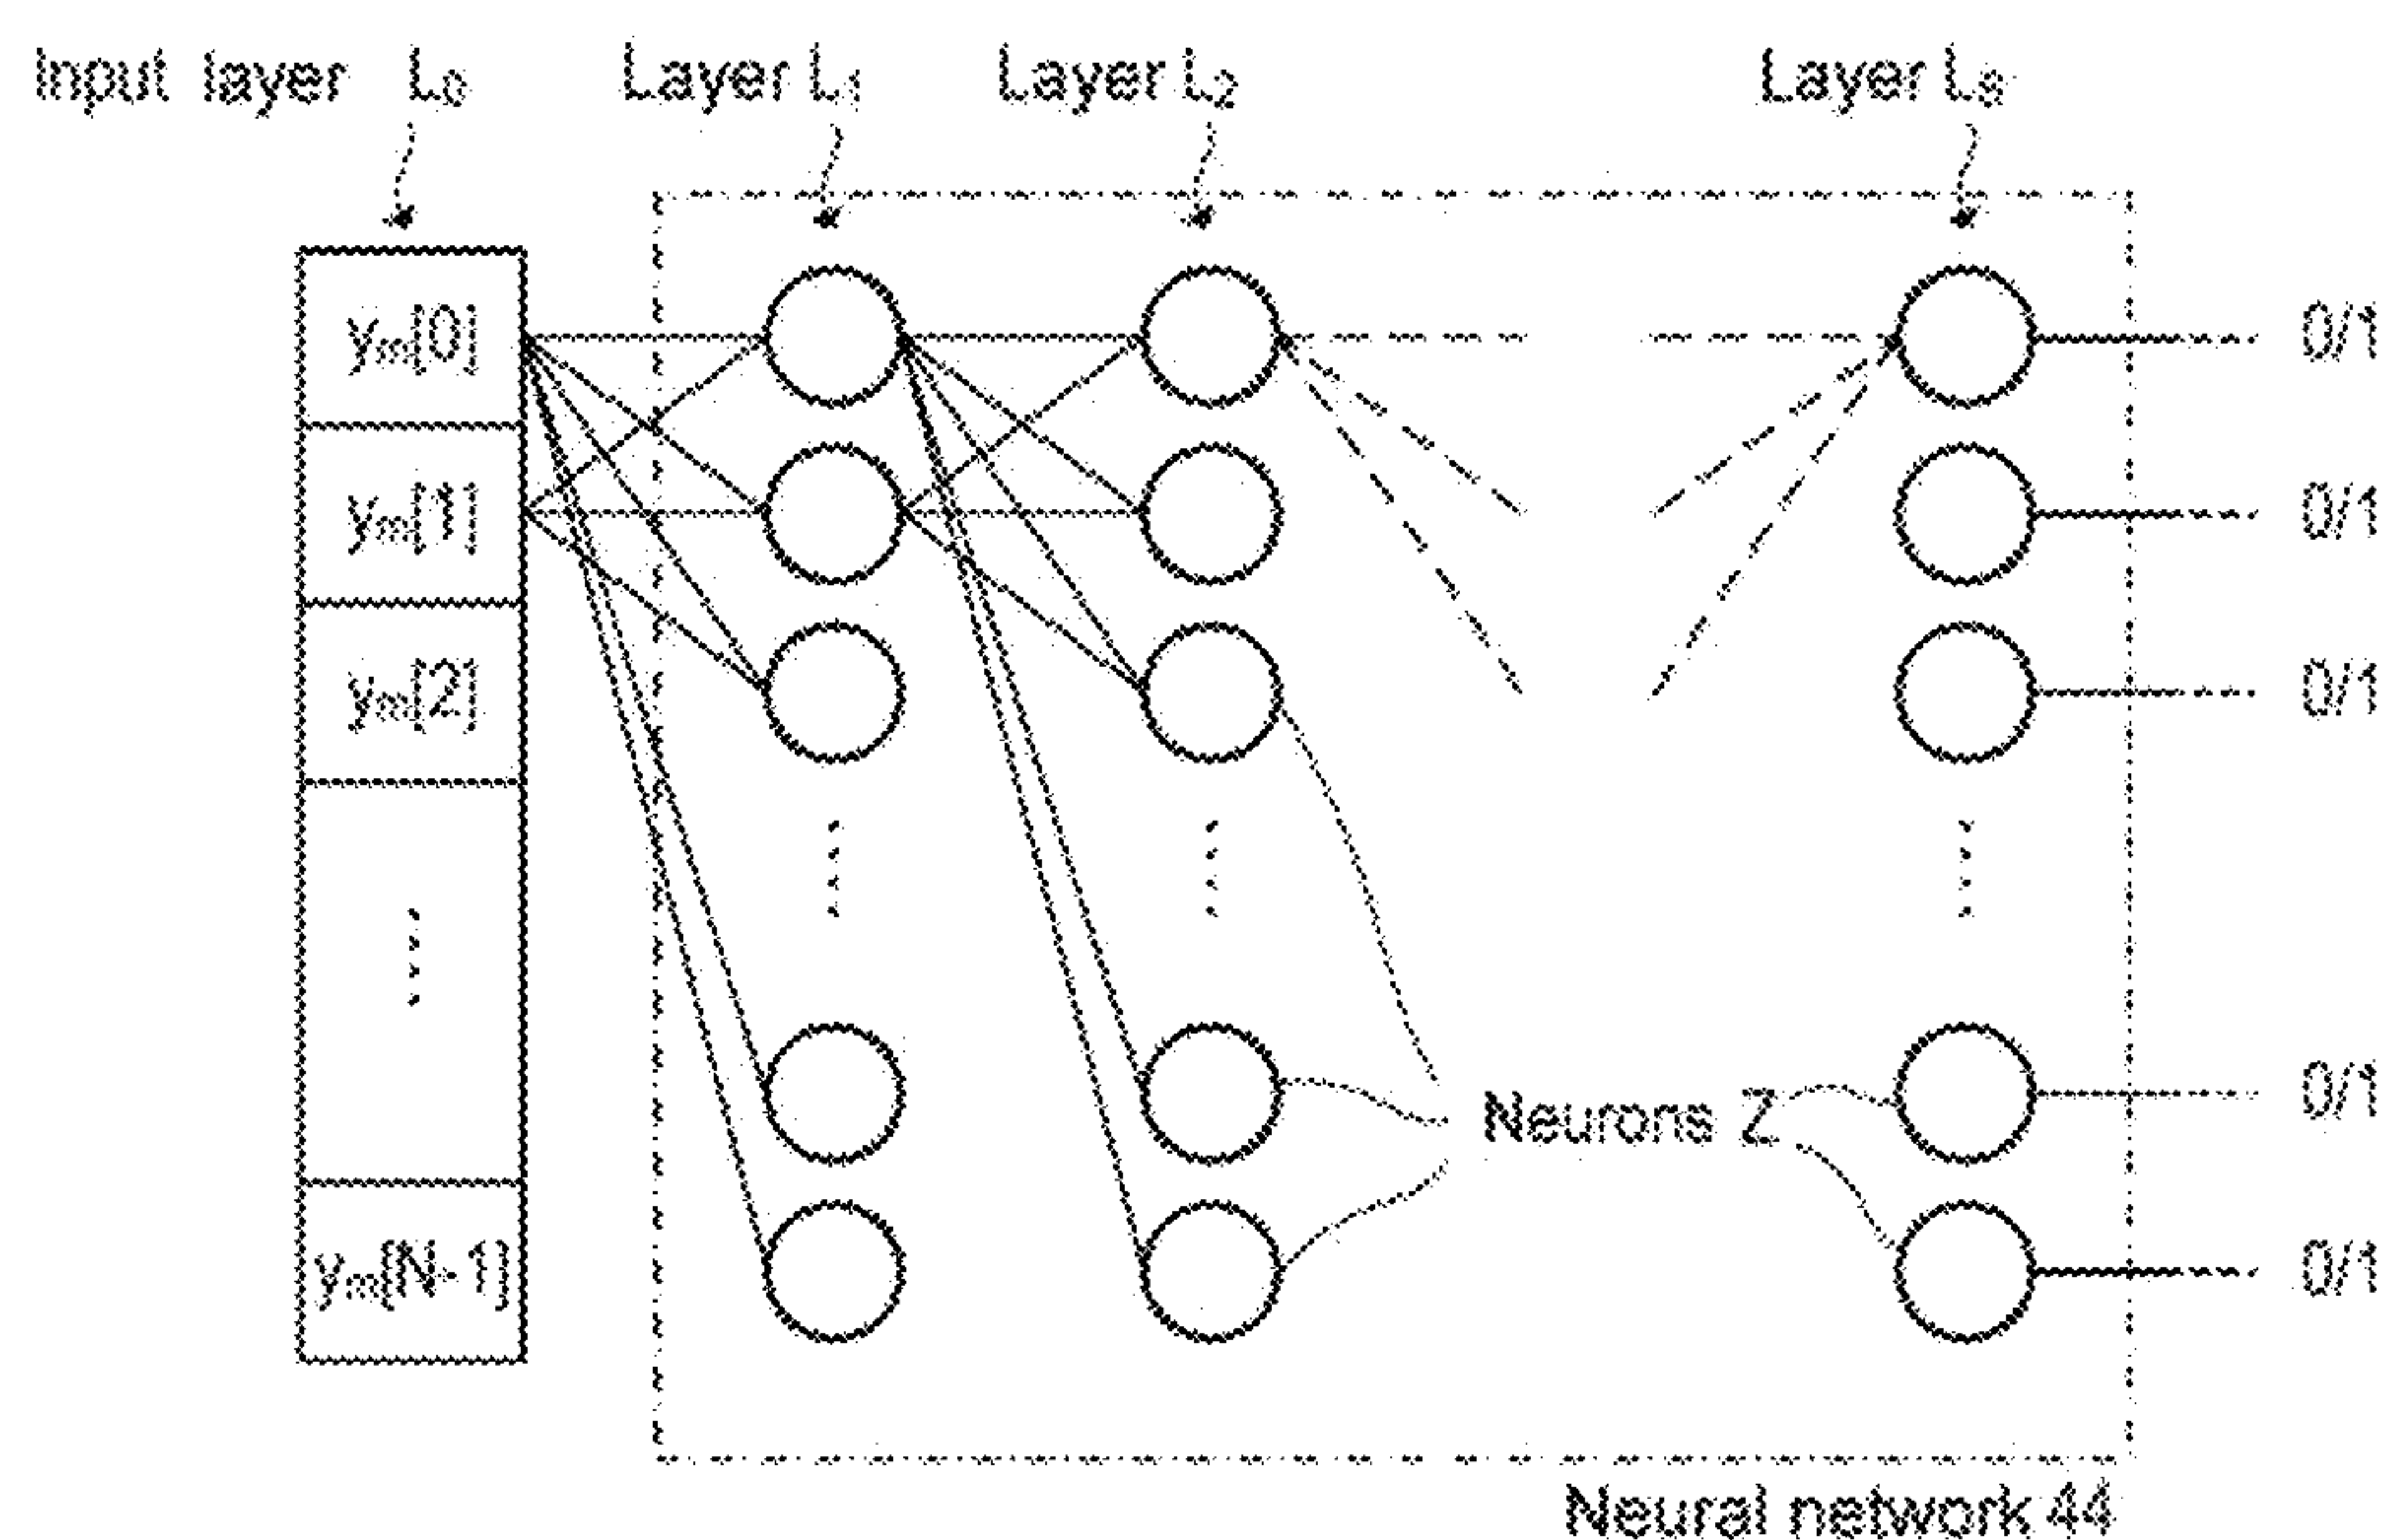 Input layer L₀
Layer L₁
Layer L₂
Layer Lₛ
yₘ[0]
yₘ[1]
yₘ[2]
yₘ[N-1]
0/1
0/1
0/1
0/1
0/1
Neurons Z
Neural network 44